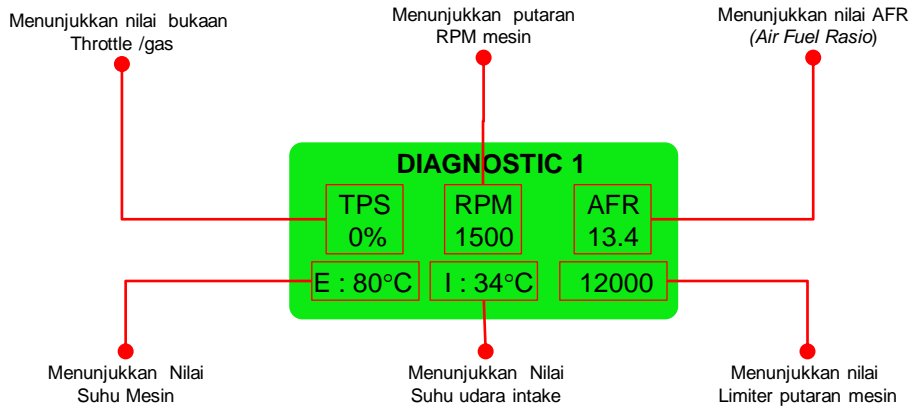 Menunjukkan nilai bukaan
Throttle /gas
Menunjukkan putaran
RPM mesin
Menunjukkan nilai AFR
(Air Fuel Rasio)
DIAGNOSTIC 1
TPS
0%
RPM
1500
AFR
13.4
E : 80°C
I : 34°C
12000
Menunjukkan Nilai
Suhu Mesin
Menunjukkan Nilai
Suhu udara intake
Menunjukkan nilai
Limiter putaran mesin